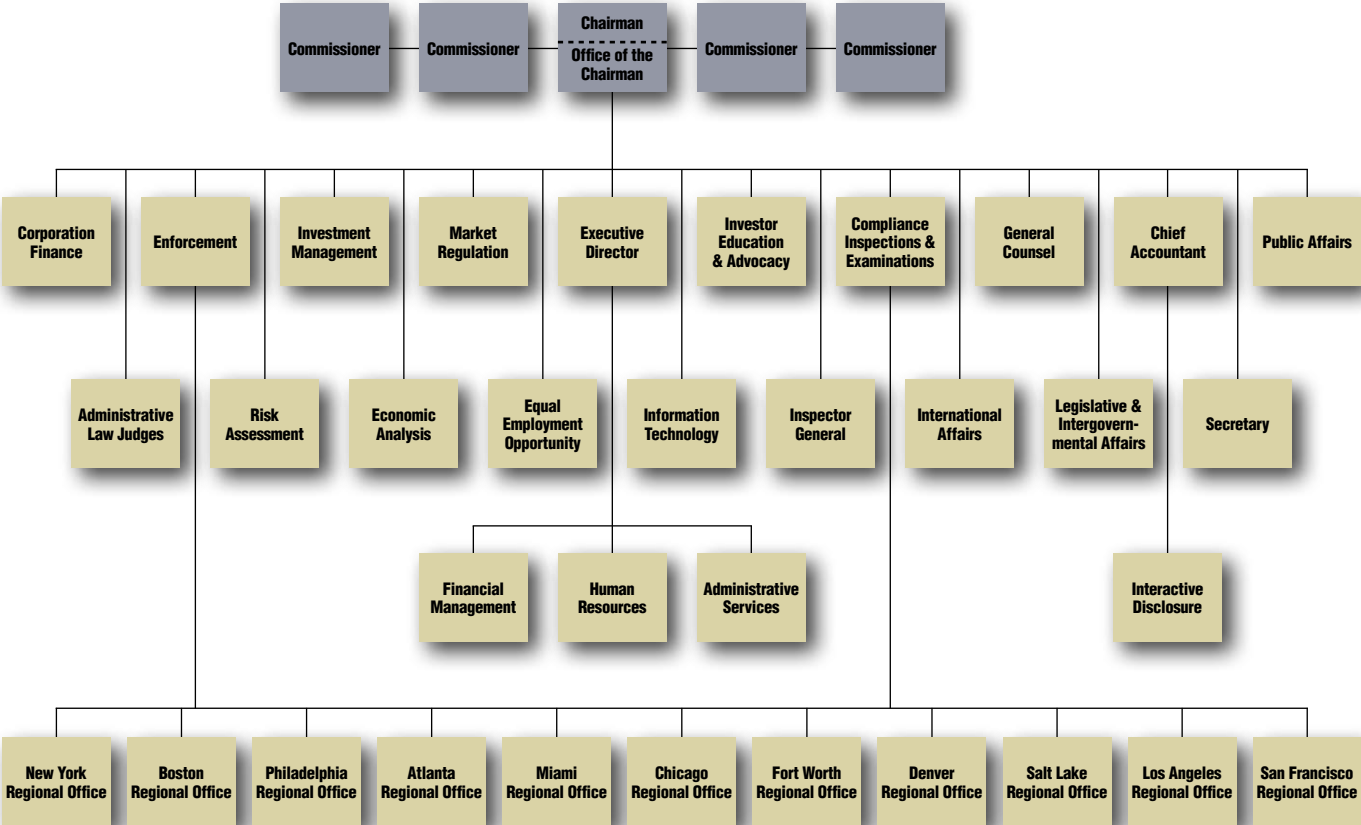 Commissioner
Commissioner
Chairman
Office of the
Chairman
Commissioner
Commissioner
Corporation
Finance
Enforcement
Investment
Management
Market
Regulation
Executive
Director
Investor
Education
& Advocacy
Compliance
Inspections &
Examinations
General
Counsel
Chief
Accountant
Public Affairs
Administrative
Law Judges
Risk
Assessment
Economic
Analysis
Equal
Employment
Opportunity
Information
Technology
Inspector
General
International
Affairs
Legislative &
Intergovern-
mental Affairs
Secretary
Financial
Management
Human
Resources
Administrative
Services
Interactive
Disclosure
New York
Regional Office
Boston
Regional Office
Philadelphia
Regional Office
Atlanta
Regional Office
Miami
Regional Office
Chicago
Regional Office
Fort Worth
Regional Office
Denver
Regional Office
Salt Lake
Regional Office
Los Angeles
Regional Office
San Francisco
Regional Office